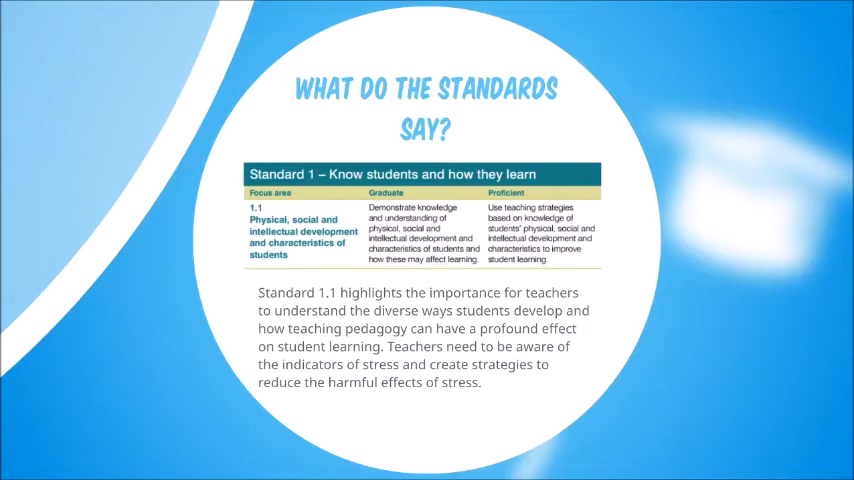 WHAT DO THE STANDARDS
SAY?
Standard 1 – Know students and how they learn
Focus area Graduate Proficient
1.1
Physical, social and
intellectual development
and characteristics of
students
Demonstrate knowledge
and understanding of
physical, social and
intellectual development and
characteristics of students and
how these may affect learning.
Use teaching strategies
based on knowledge of
students' physical, social and
intellectual development and
characteristics to improve
student learning.
Standard 1.1 highlights the importance for teachers
to understand the diverse ways students develop and
how teaching pedagogy can have a profound effect
on student learning. Teachers need to be aware of
the indicators of stress and create strategies to
reduce the harmful effects of stress.